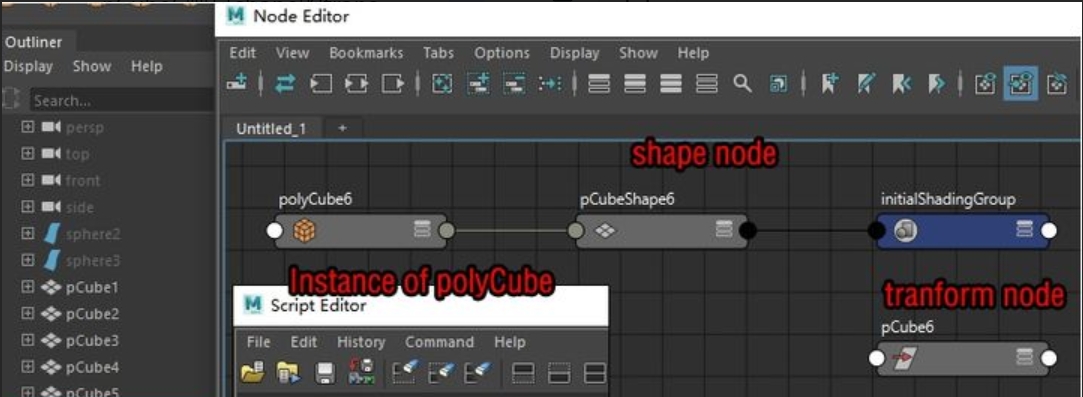 Node Editor
Outliner
Display Show Help
Search...
persp
top
front
side
sphere2
sphere3
pCube1
pCube2
pCube3
pCube4
pCube5
Edit View Bookmarks Tabs Options Display Show Help
Untitled_1 +
shape node
polyCube6
pCubeShape6
initialShadingGroup
Instance of polyCube
tranform node
pCube6
Script Editor
File Edit History Command Help